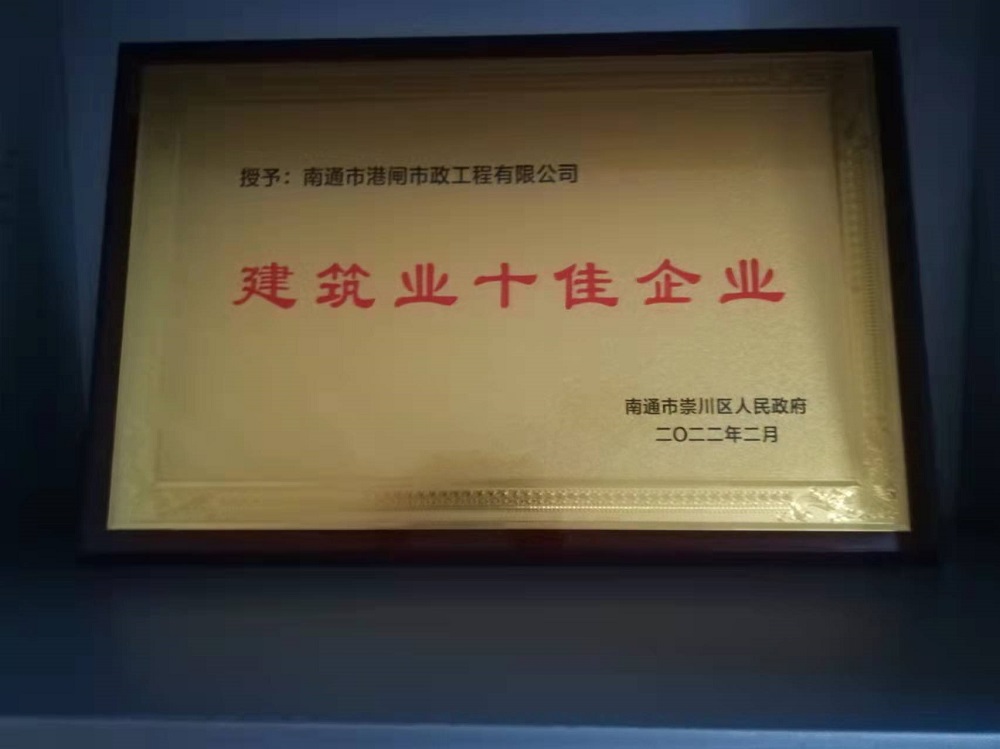 授予：南通市港闸市政工程有限公司
建筑业十佳企业
南通市崇川区人民政府
二〇二二年二月